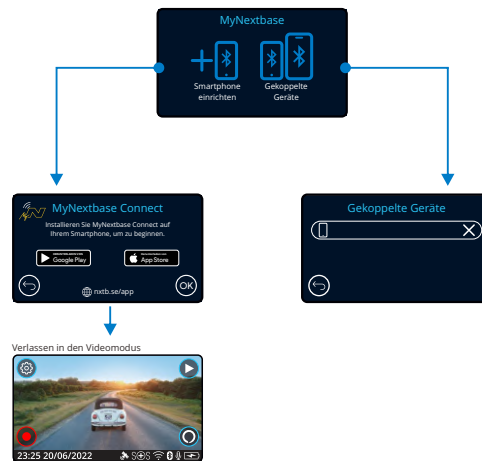 MyNextbase
Smartphone
einrichten
Gekoppelte
Geräte
MyNextbase Connect
Installieren Sie MyNextbase Connect auf
Ihrem Smartphone, um zu beginnen.
Google Play
App Store
nxtb.se/app
OK
Gekoppelte Geräte
Verlassen in den Videomodus
23:25 20/06/2022
SOS